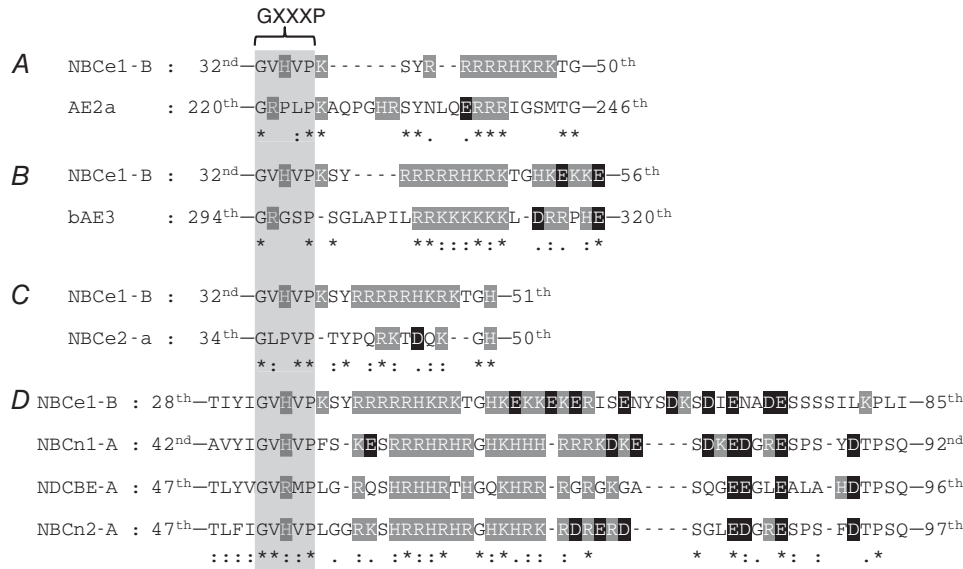 GXXXP
A NBCe1-B : 32nd—GVHVPK------SYR--RRRRHKRKTG—50th
AE2a : 220th—GRPLPKAQPGHRSYNLQERRRIGSMTG—246th
* :** **. .*** **
B NBCe1-B : 32nd—GVHVPKSY----RRRRRHKRKTGHKEKKE—56th
bAE3 : 294th—GRGSP-SGLAPILRRKKKKKKL-DRRPHE—320th
* * * **:::*:* .:. :*
C NBCe1-B : 32nd—GVHVPKSYRRRRRHKRKTGH—51th
NBCe2-a : 34th—GLPVP-TYPQRKTDQK--GH—50th
*: ** :* :*: .:: **
D NBCe1-B : 28th—TIYIGVHVPKSYRRRRRHKRKTGHKEKKEKERISENYSDKSDIENADESSSSILKPLI—85th
NBCn1-A : 42nd—AVYIGVHVPFS-KESRRRHRHRGHKHHH-RRRKDKE----SDKEDGRESPS-YDTPSQ—92nd
NDCBE-A : 47th—TLYVGVRMPLG-RQSHRHHRTHGQKHRR-RGRGKGA----SQGEEGLEALA-HDTPSQ—96th
NBCn2-A : 47th—TLFIGVHVPLGGRKSHRRHRHRGHKHRK-RDRERD-----SGLEDGRESPS-FDTPSQ—97th
::::**::* . .. :*::* *:*.. : * * *:. *: : . .*